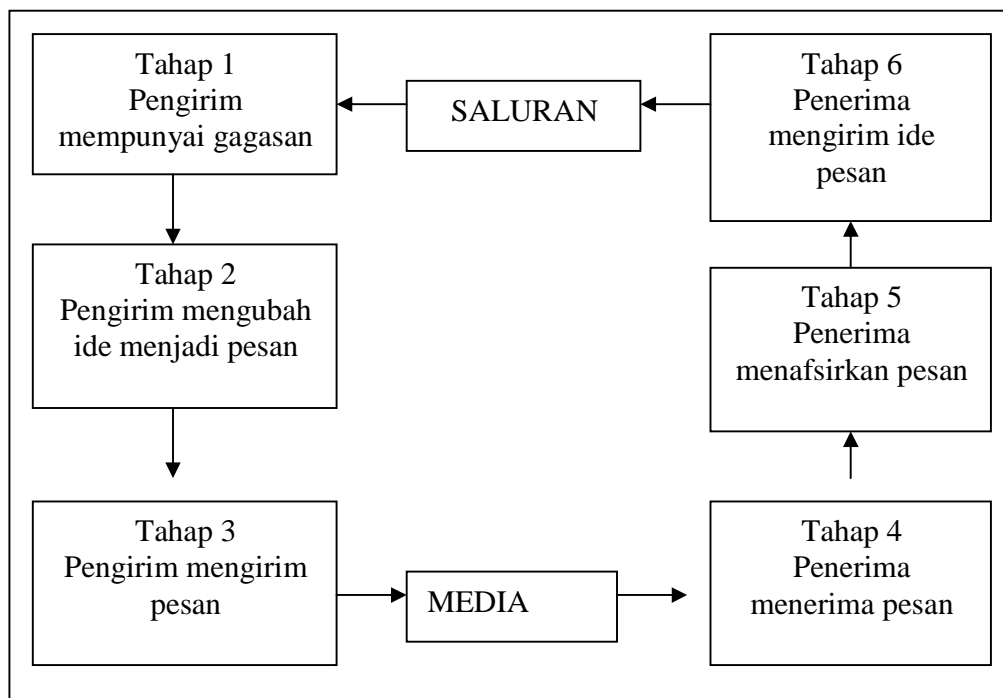 Tahap 1
Pengirim
mempunyai gagasan
SALURAN
Tahap 6
Penerima
mengirim ide
pesan
Tahap 2
Pengirim mengubah
ide menjadi pesan
Tahap 5
Penerima
menafsirkan pesan
Tahap 3
Pengirim mengirim
pesan
MEDIA
Tahap 4
Penerima
menerima pesan